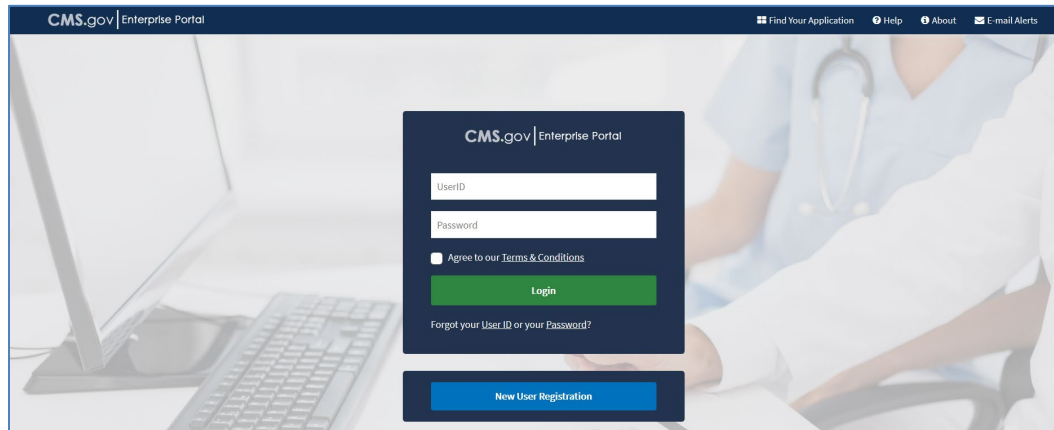 CMS.gov Enterprise Portal
Find Your Application Help About E-mail Alerts
CMS.gov Enterprise Portal
UserID
Password
Agree to our Terms & Conditions
Login
Forgot your User ID or your Password?
New User Registration